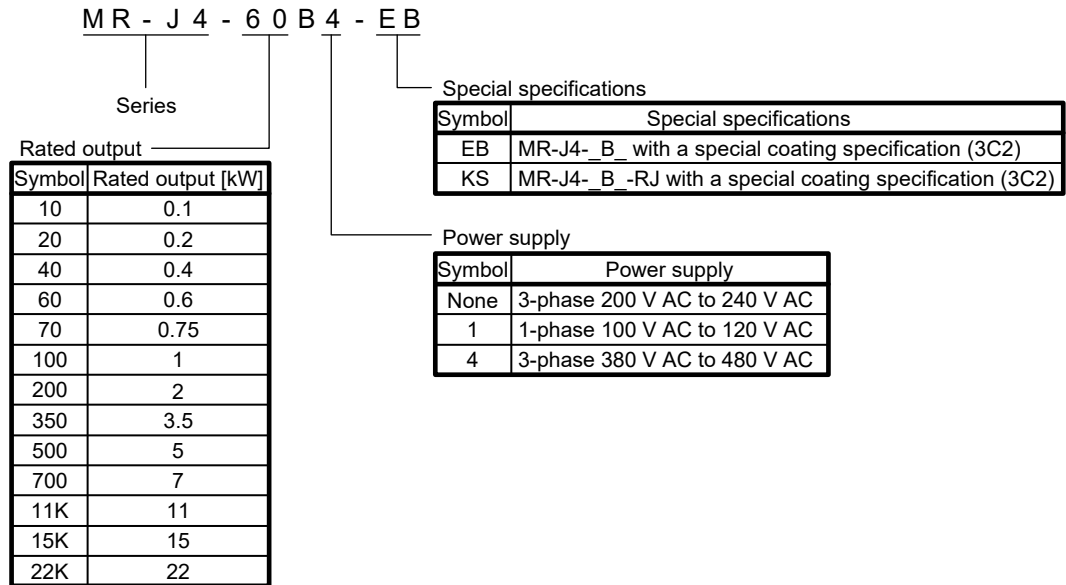 MR-J4-60B4-EB
Series
Special specifications
Symbol Special specifications
EB MR-J4-_B_ with a special coating specification (3C2)
KS MR-J4-_B_-RJ with a special coating specification (3C2)
Rated output
Symbol Rated output [kW]
10 0.1
20 0.2
40 0.4
60 0.6
70 0.75
100 1
200 2
350 3.5
500 5
700 7
11K 11
15K 15
22K 22
Power supply
Symbol Power supply
None 3-phase 200 V AC to 240 V AC
1 1-phase 100 V AC to 120 V AC
4 3-phase 380 V AC to 480 V AC